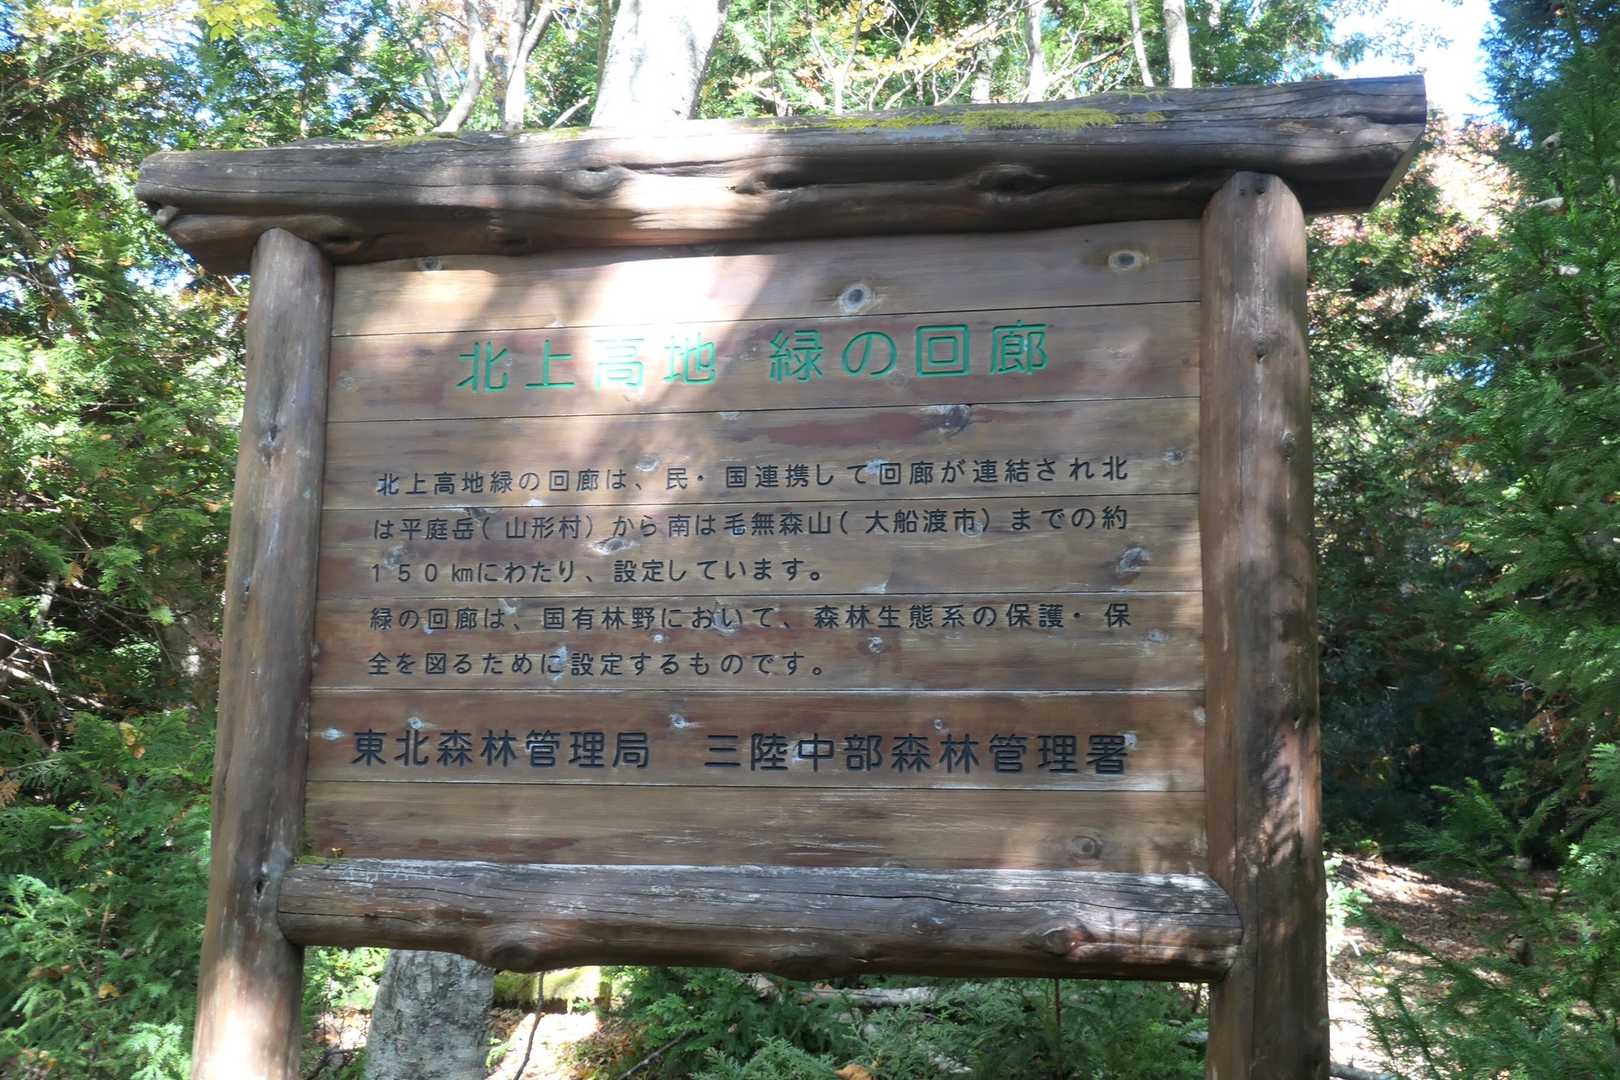 北上高地 緑の回廊
北上高地緑の回廊は、民・国連携して回廊が連結され北
は平庭岳(山形村)から南は毛無森山(大船渡市)までの約
150㎞にわたり、設定しています。
緑の回廊は、国有林野において、森林生態系の保護・保
全を図るために設定するものです。
東北森林管理局 三陸中部森林管理署